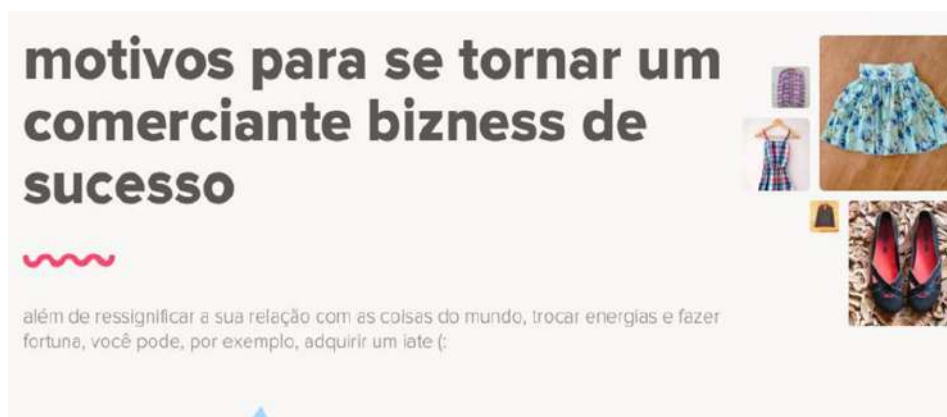 motivos para se tornar um
comerciante bizness de
sucesso
além de ressignificar a sua relação com as coisas do mundo, trocar energias e fazer
fortuna, você pode, por exemplo, adquirir um iate (: